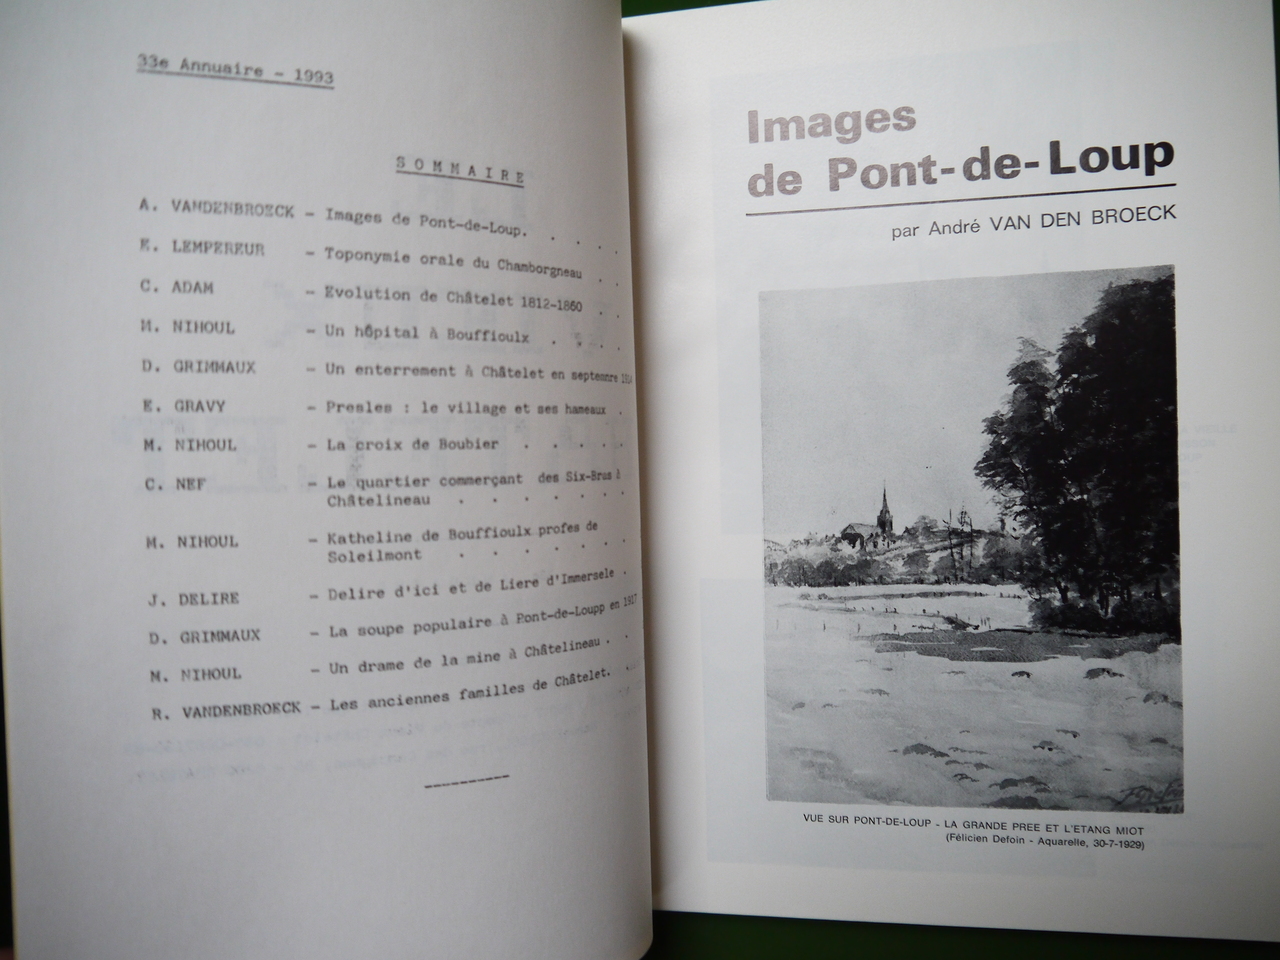 33e Annuaire - 1993
SOMMAIRE
A. VANDENBROECK - Images de Pont-de-Loup. . . . .
E. LEMPEREUR - Toponymie orale du Chamborgneau . .
C. ADAM - Evolution de Châtelet 1812-1860 . .
M. NIHOUL - Un hôpital à Bouffioulx . . . .
D. GRIMMAUX - Un enterrement à Châtelet en septembre 1914
E. GRAVY - Presles : le village et ses hameaux .
M. NIHOUL - La croix de Boubier . . . . .
C. NEF - Le quartier commerçant des Six-Bras à
Châtelineau . . . . . . .
M. NIHOUL - Katheline de Bouffioulx profes de
Soleilmont . . . . . .
J. DELIRE - Delire d'ici et de Liere d'Immersele .
D. GRIMMAUX - La soupe populaire à Pont-de-Loupp en 1917
M. NIHOUL - Un drame de la mine à Châtelineau . .
R. VANDENBROECK - Les anciennes familles de Châtelet. .
Images
de Pont-de-Loup
par André VAN DEN BROECK
VUE SUR PONT-DE-LOUP - LA GRANDE PREE ET L'ETANG MIOT
(Félicien Defoin - Aquarelle, 30-7-1929)